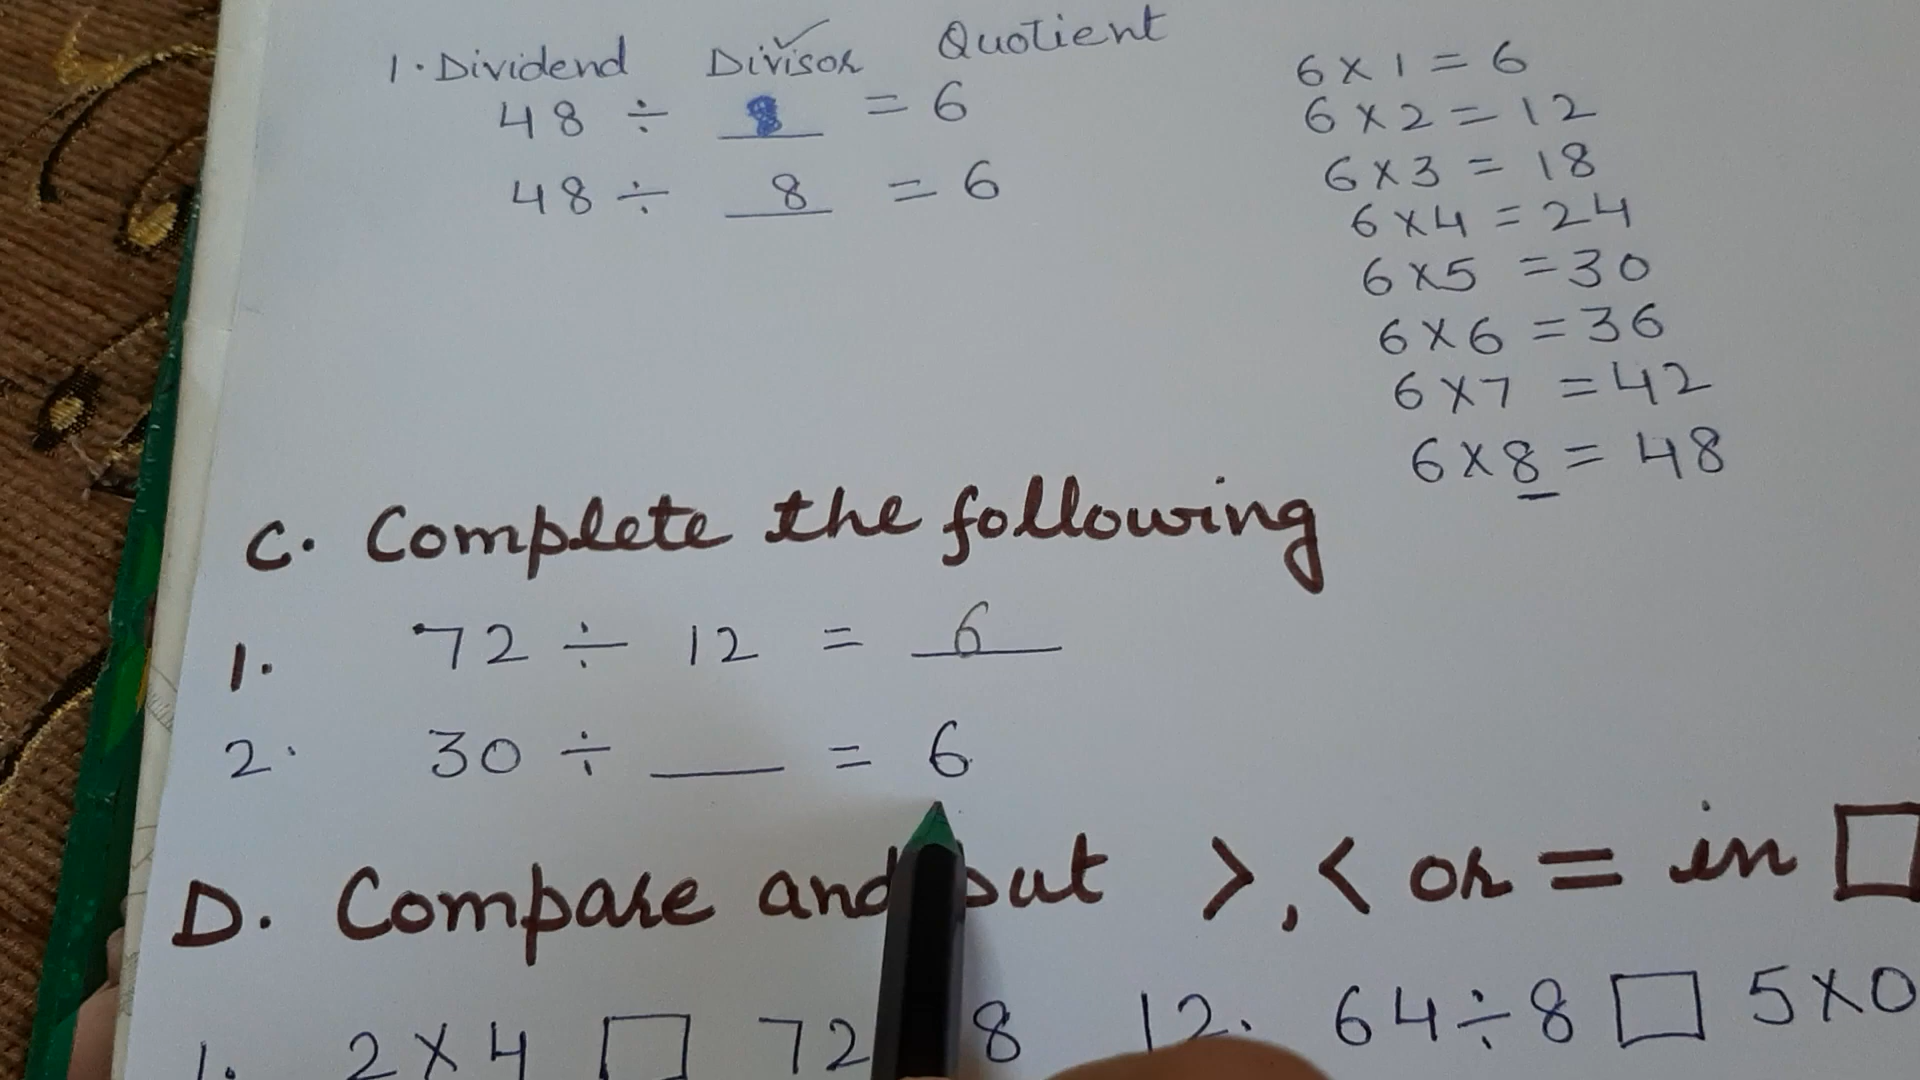 1. Dividend Divisor Quotient
48 ÷ 8 = 6
48 ÷ 8 = 6
6 x 1 = 6
6 x 2 = 12
6 x 3 = 18
6 x 4 = 24
6 x 5 = 30
6 x 6 = 36
6 x 7 = 42
6 x 8 = 48
C. Complete the following
1. 72 ÷ 12 = 6
2. 30 ÷ ___ = 6
D. Compare and put >, < or = in □
1. 2 x 4 □ 72 8
12. 64 ÷ 8 □ 5 x 0